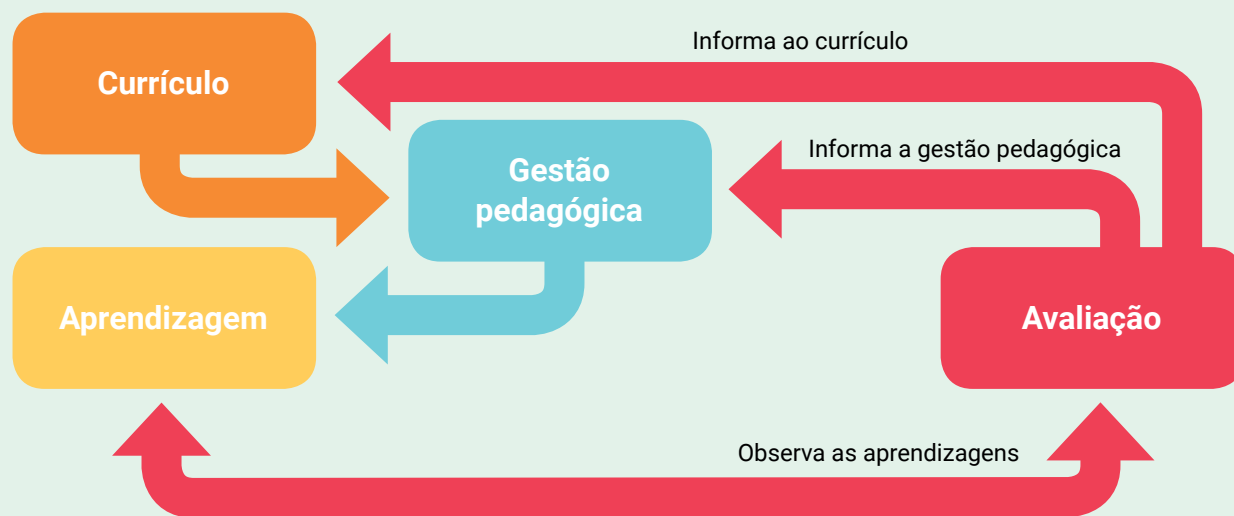 Informa ao currículo
Currículo
Informa a gestão pedagógica
Gestão
pedagógica
Aprendizagem
Avaliação
Observa as aprendizagens